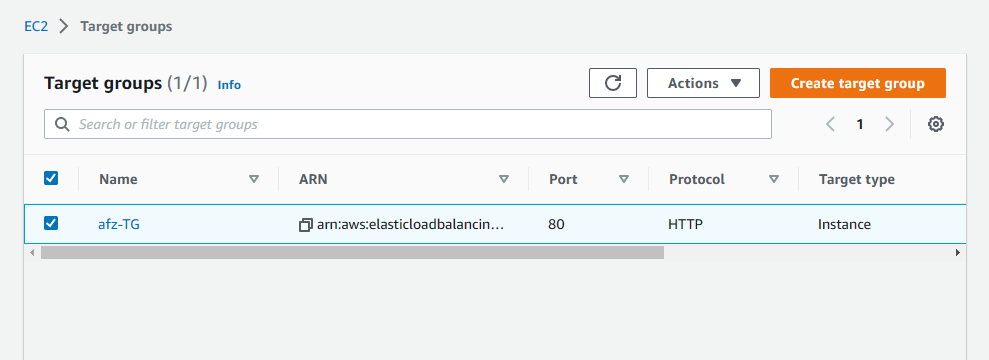 EC2 > Target groups
Target groups (1/1) Info
Actions
Create target group
Search or filter target groups
1
Name ARN Port Protocol Target type
afz-TG arn:aws:elasticloadbalancin... 80 HTTP Instance